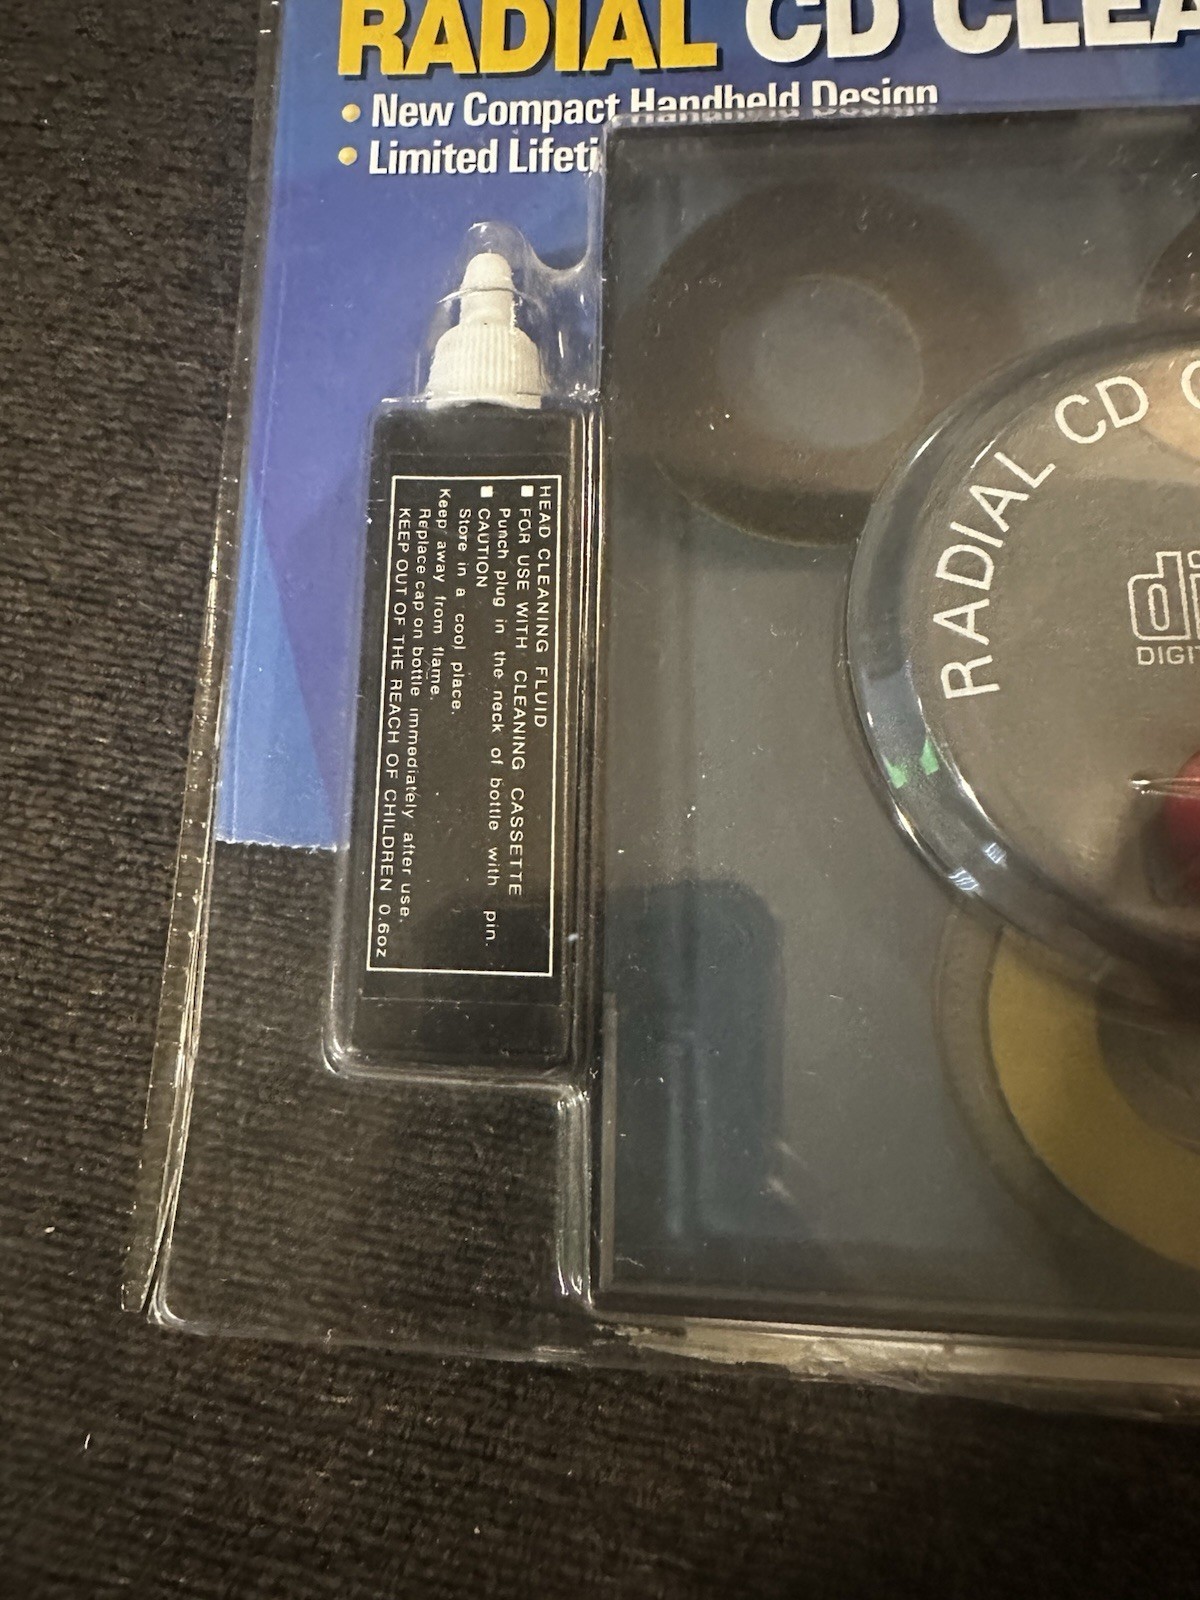 RADIAL CD CLEA
• New Compact Handheld Design
• Limited Lifeti
HEAD CLEANING FLUID
■ FOR USE WITH CLEANING CASSETTE
Punch plug in the neck of bottle with pin.
■ CAUTION
Store in a cool place.
Keep away from flame.
Replace cap on bottle immediately after use.
KEEP OUT OF THE REACH OF CHILDREN 0.6oz
RADIAL CD C
di
DIGIT